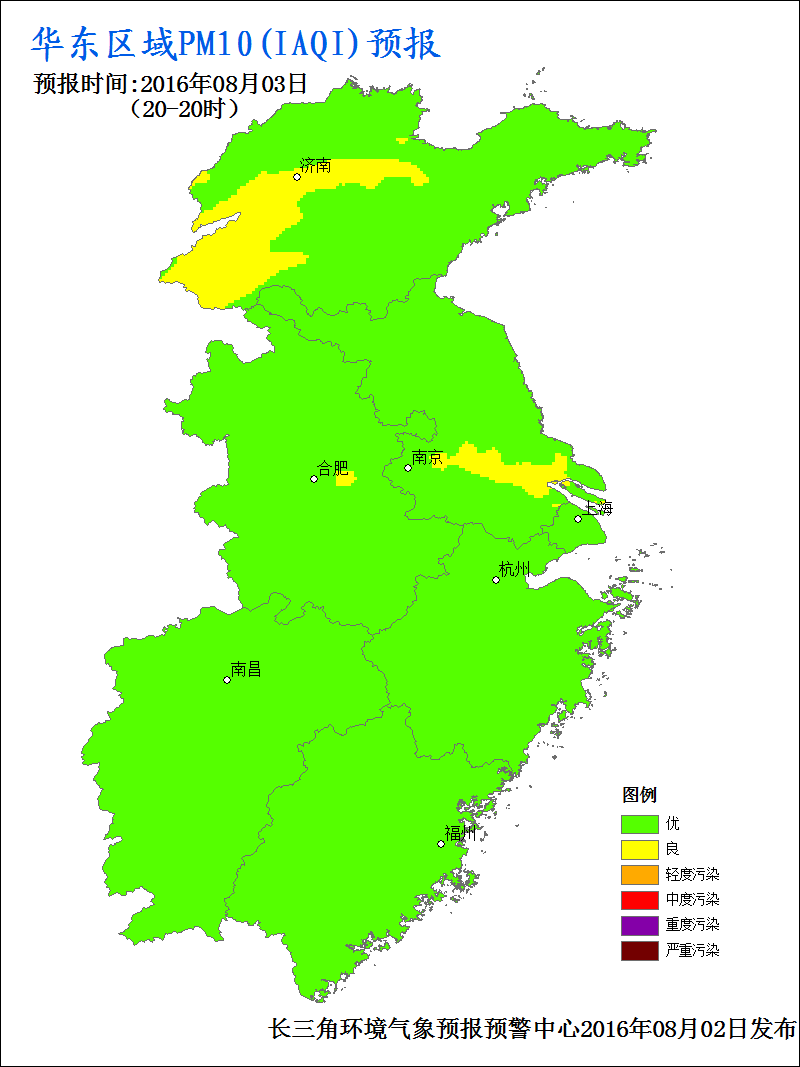 华东区域PM10(IAQI)预报
预报时间:2016年08月03日
（20-20时）
济南
南京
合肥
上海
杭州
南昌
福州
图例
优
良
轻度污染
中度污染
重度污染
严重污染
长三角环境气象预报预警中心2016年08月02日发布